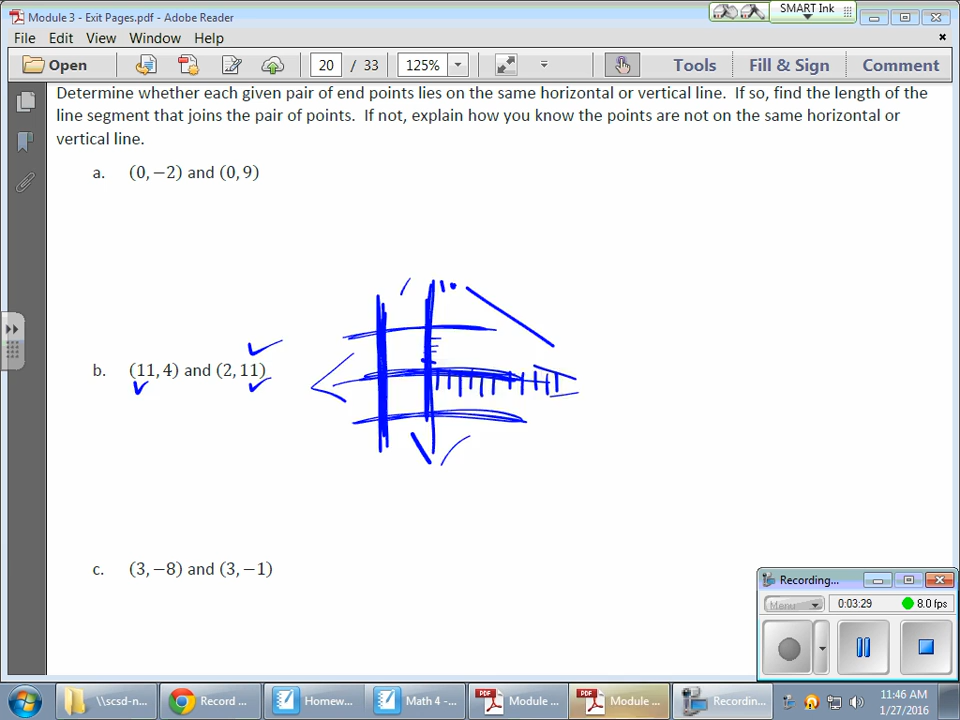 Module 3 - Exit Pages.pdf - Adobe Reader
SMART Ink
File Edit View Window Help
Open 20 / 33 125% Tools Fill & Sign Comment
Determine whether each given pair of end points lies on the same horizontal or vertical line. If so, find the length of the
line segment that joins the pair of points. If not, explain how you know the points are not on the same horizontal or
vertical line.
a. (0, −2) and (0, 9)
b. (11, 4) and (2, 11)
c. (3, −8) and (3, −1)
Recording...
Menu 0:03:29 8.0 fps
\\scsd-n... Record ... Homew... Math 4 -... Module ... Module ... Recordin... 11:46 AM
1/27/2016